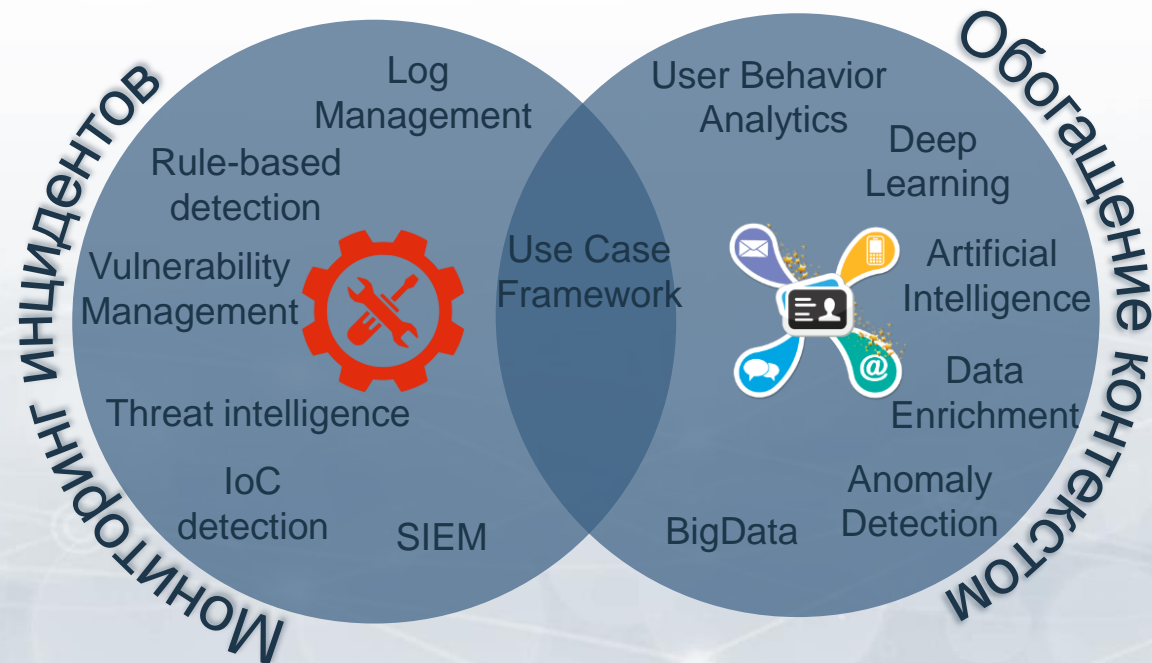 Мониторинг инцидентов
Log
Management
Rule-based
detection
Vulnerability
Management
Threat intelligence
IoC
detection
SIEM
Use Case
Framework
User Behavior
Analytics
Deep
Learning
Artificial
Intelligence
Data
Enrichment
Anomaly
Detection
BigData
@
Обогащение контекстом